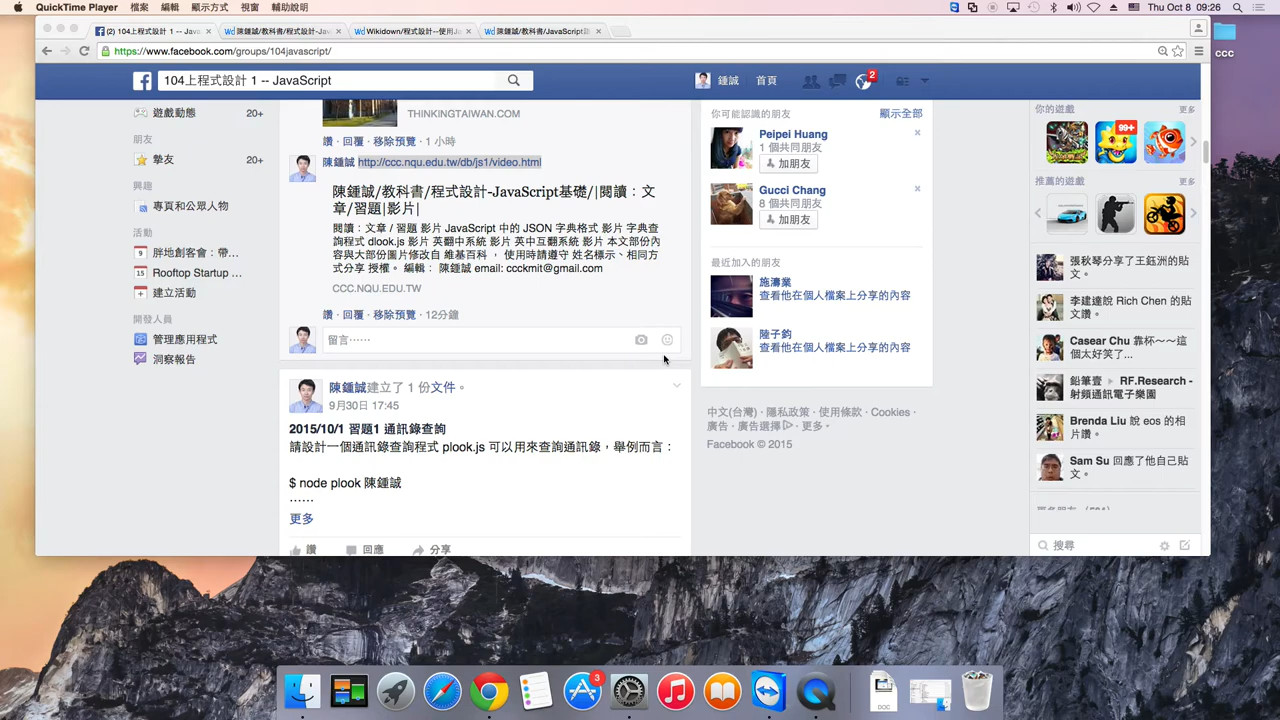 QuickTime Player 檔案 編輯 顯示方式 視窗 輔助說明
Thu Oct 8 09:26
(2) 104上程式設計 1 -- Java
陳鍾誠/教科書/程式設計-Jav
Wikidown/程式設計--使用J
陳鍾誠/教科書/JavaScript
https://www.facebook.com/groups/104javascript/
ccc
104上程式設計 1 -- JavaScript
鍾誠 首頁
2
遊戲動態 20+
朋友
摯友 20+
興趣
專頁和公眾人物
活動
9 胖地創客會：帶…
15 Rooftop Startup …
建立活動
開發人員
管理應用程式
洞察報告
THINKINGTAIWAN.COM
讚 · 回覆 · 移除預覽 · 1 小時
陳鍾誠 http://ccc.nqu.edu.tw/db/js1/video.html
陳鍾誠/教科書/程式設計-JavaScript基礎/|閱讀：文
章/習題|影片|
閱讀：文章 / 習題 影片 JavaScript 中的 JSON 字典格式 影片 字典查
詢程式 dlook.js 影片 英翻中系統 影片 英中互翻系統 影片 本文部份內
容與大部份圖片修改自 維基百科 ， 使用時請遵守 姓名標示、相同方
式分享 授權。 編輯： 陳鍾誠 email: ccckmit@gmail.com
CCC.NQU.EDU.TW
讚 · 回覆 · 移除預覽 · 12分鐘
留言⋯⋯
陳鍾誠建立了 1 份文件。
9月30日 17:45
2015/10/1 習題1 通訊錄查詢
請設計一個通訊錄查詢程式 plook.js 可以用來查詢通訊錄，舉例而言：
$ node plook 陳鍾誠
⋯⋯
更多
讚 回應 分享
你可能認識的朋友 顯示全部
Peipei Huang
1 個共同朋友
加朋友
Gucci Chang
8 個共同朋友
加朋友
最近加入的朋友
施濤業
查看他在個人檔案上分享的內容
陸子鈞
查看他在個人檔案上分享的內容
中文(台灣) · 隱私政策 · 使用條款 · Cookies ·
廣告 · 廣告選擇 · 更多
Facebook © 2015
你的遊戲 更多
99+
推薦的遊戲 更多
張秋琴分享了王鈺洲的貼
文。
李建達說 Rich Chen 的貼
文讚。
Casear Chu 靠杯～～這
個太好笑了...
鉛筆壹 ▸ RF.Research -
射頻通訊電子樂團
Brenda Liu 說 eos 的相
片讚。
Sam Su 回應了他自己貼
文。
搜尋
3
DOC